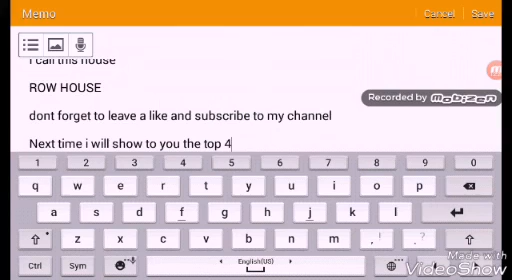 Memo
Cancel
Save
I call this house
ROW HOUSE
Recorded by MOBIZEN
dont forget to leave a like and subscribe to my channel
Next time i will show to you the top 4
1 2 3 4 5 6 7 8 9 0
q w e r t y u i o p
a s d f g h j k l
z x c v b n m , ! . ?
Ctrl Sym English(US)
Made with
VideoShow